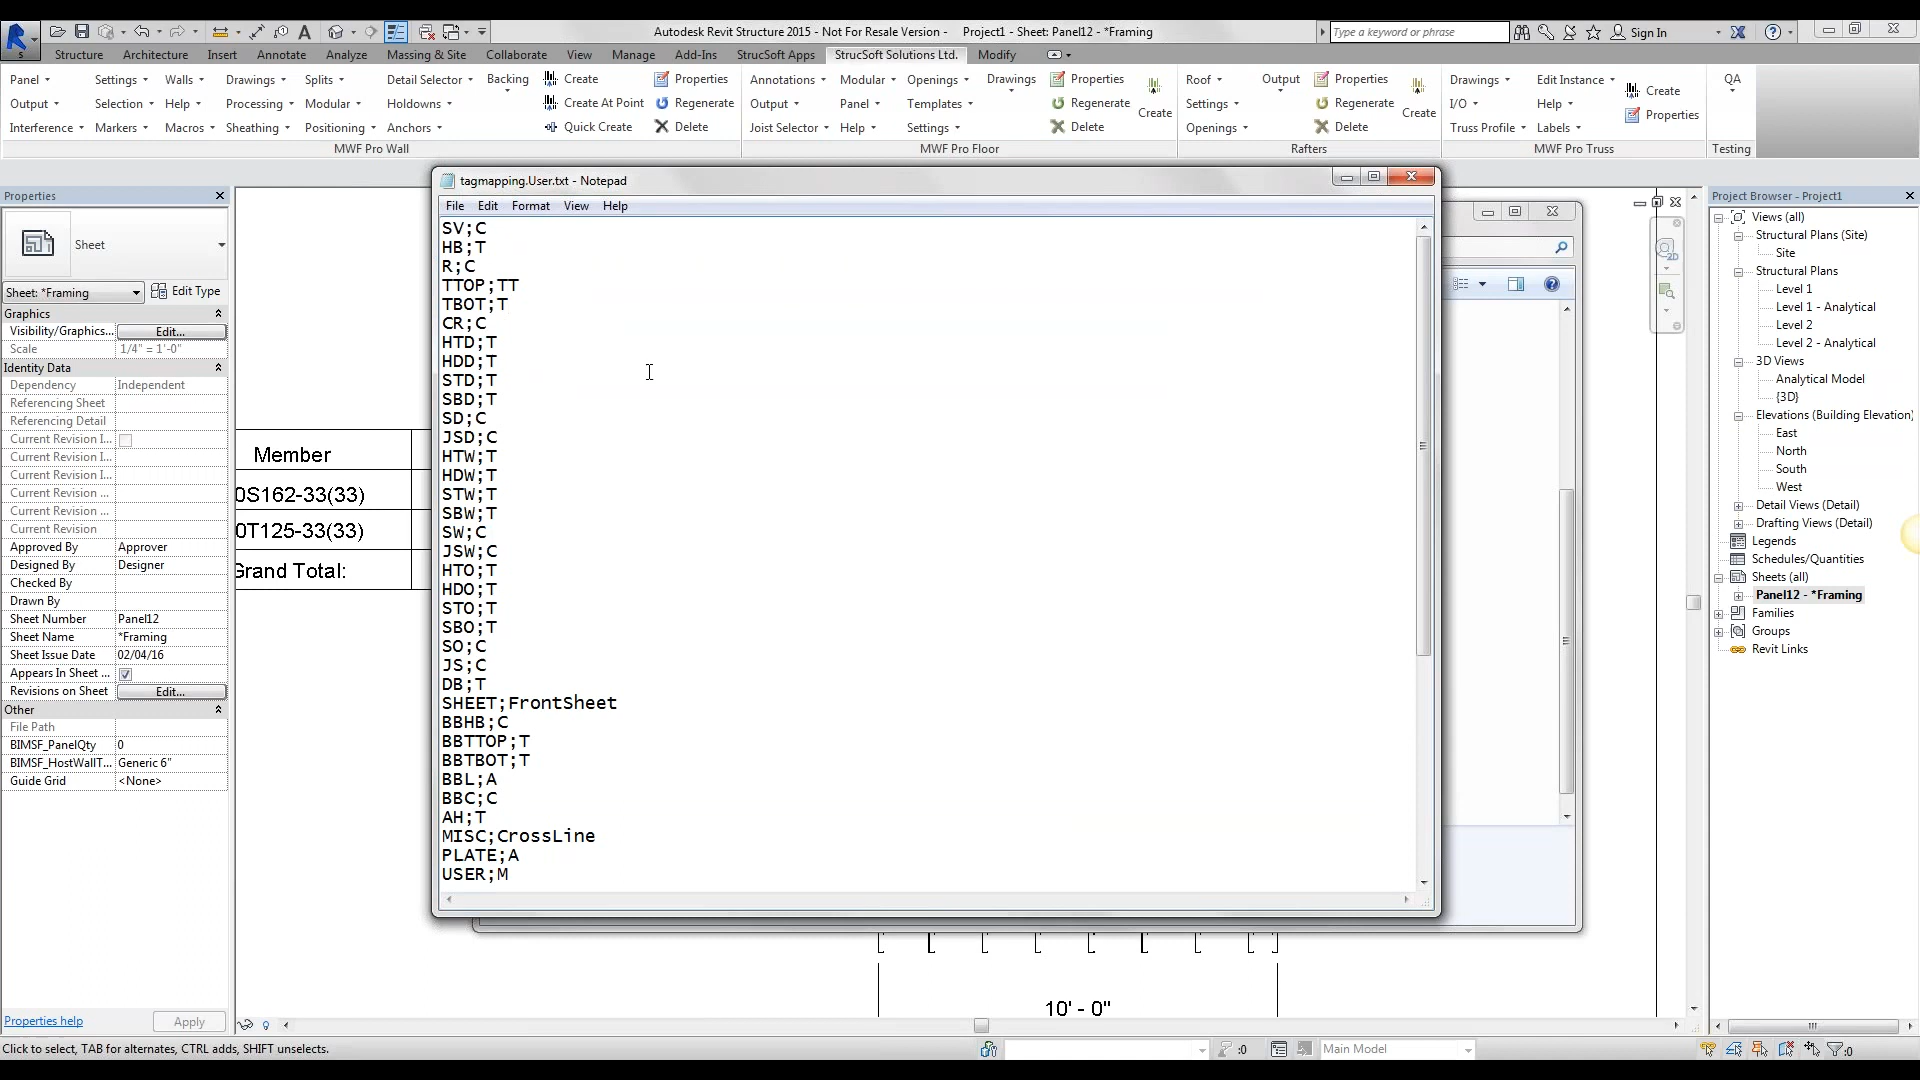 Autodesk Revit Structure 2015 - Not For Resale Version - Project1 - Sheet: Panel12 - *Framing
Type a keyword or phrase
Sign In
Structure Architecture Insert Annotate Analyze Massing & Site Collaborate View Manage Add-Ins StrucSoft Apps StrucSoft Solutions Ltd. Modify
Panel Settings Walls Drawings Splits Detail Selector Backing Create Properties Annotations Modular Openings Drawings Properties Roof Output Properties Drawings Edit Instance QA
Output Selection Help Processing Modular Holdowns Create At Point Regenerate Output Panel Templates Regenerate Create Settings Regenerate Create I/O Help Create
Interference Markers Macros Sheathing Positioning Anchors Quick Create Delete Joist Selector Help Settings Delete Openings Delete Truss Profile Labels Properties
MWF Pro Wall MWF Pro Floor Rafters MWF Pro Truss Testing
Properties
Sheet
Sheet: *Framing Edit Type
Graphics
Visibility/Graphics... Edit...
Scale 1/4" = 1'-0"
Identity Data
Dependency Independent
Referencing Sheet
Referencing Detail
Current Revision I...
Current Revision I...
Current Revision I...
Current Revision ...
Current Revision ...
Current Revision
Approved By Approver
Designed By Designer
Checked By
Drawn By
Sheet Number Panel12
Sheet Name *Framing
Sheet Issue Date 02/04/16
Appears In Sheet ...
Revisions on Sheet Edit...
Other
File Path
BIMSF_PanelQty 0
BIMSF_HostWallT... Generic 6"
Guide Grid <None>
Properties help Apply
Member
0S162-33(33)
0T125-33(33)
Grand Total:
tagmapping.User.txt - Notepad
File Edit Format View Help
SV;C
HB;T
R;C
TTOP;TT
TBOT;T
CR;C
HTD;T
HDD;T
STD;T
SBD;T
SD;C
JSD;C
HTW;T
HDW;T
STW;T
SBW;T
SW;C
JSW;C
HTO;T
HDO;T
STO;T
SBO;T
SO;C
JS;C
DB;T
SHEET;FrontSheet
BBHB;C
BBTTOP;T
BBTBOT;T
BBL;A
BBC;C
AH;T
MISC;CrossLine
PLATE;A
USER;M
10' - 0"
2D
Project Browser - Project1
Views (all)
Structural Plans (Site)
Site
Structural Plans
Level 1
Level 1 - Analytical
Level 2
Level 2 - Analytical
3D Views
Analytical Model
{3D}
Elevations (Building Elevation)
East
North
South
West
Detail Views (Detail)
Drafting Views (Detail)
Legends
Schedules/Quantities
Sheets (all)
Panel12 - *Framing
Families
Groups
Revit Links
Click to select, TAB for alternates, CTRL adds, SHIFT unselects.
:0
Main Model
:0